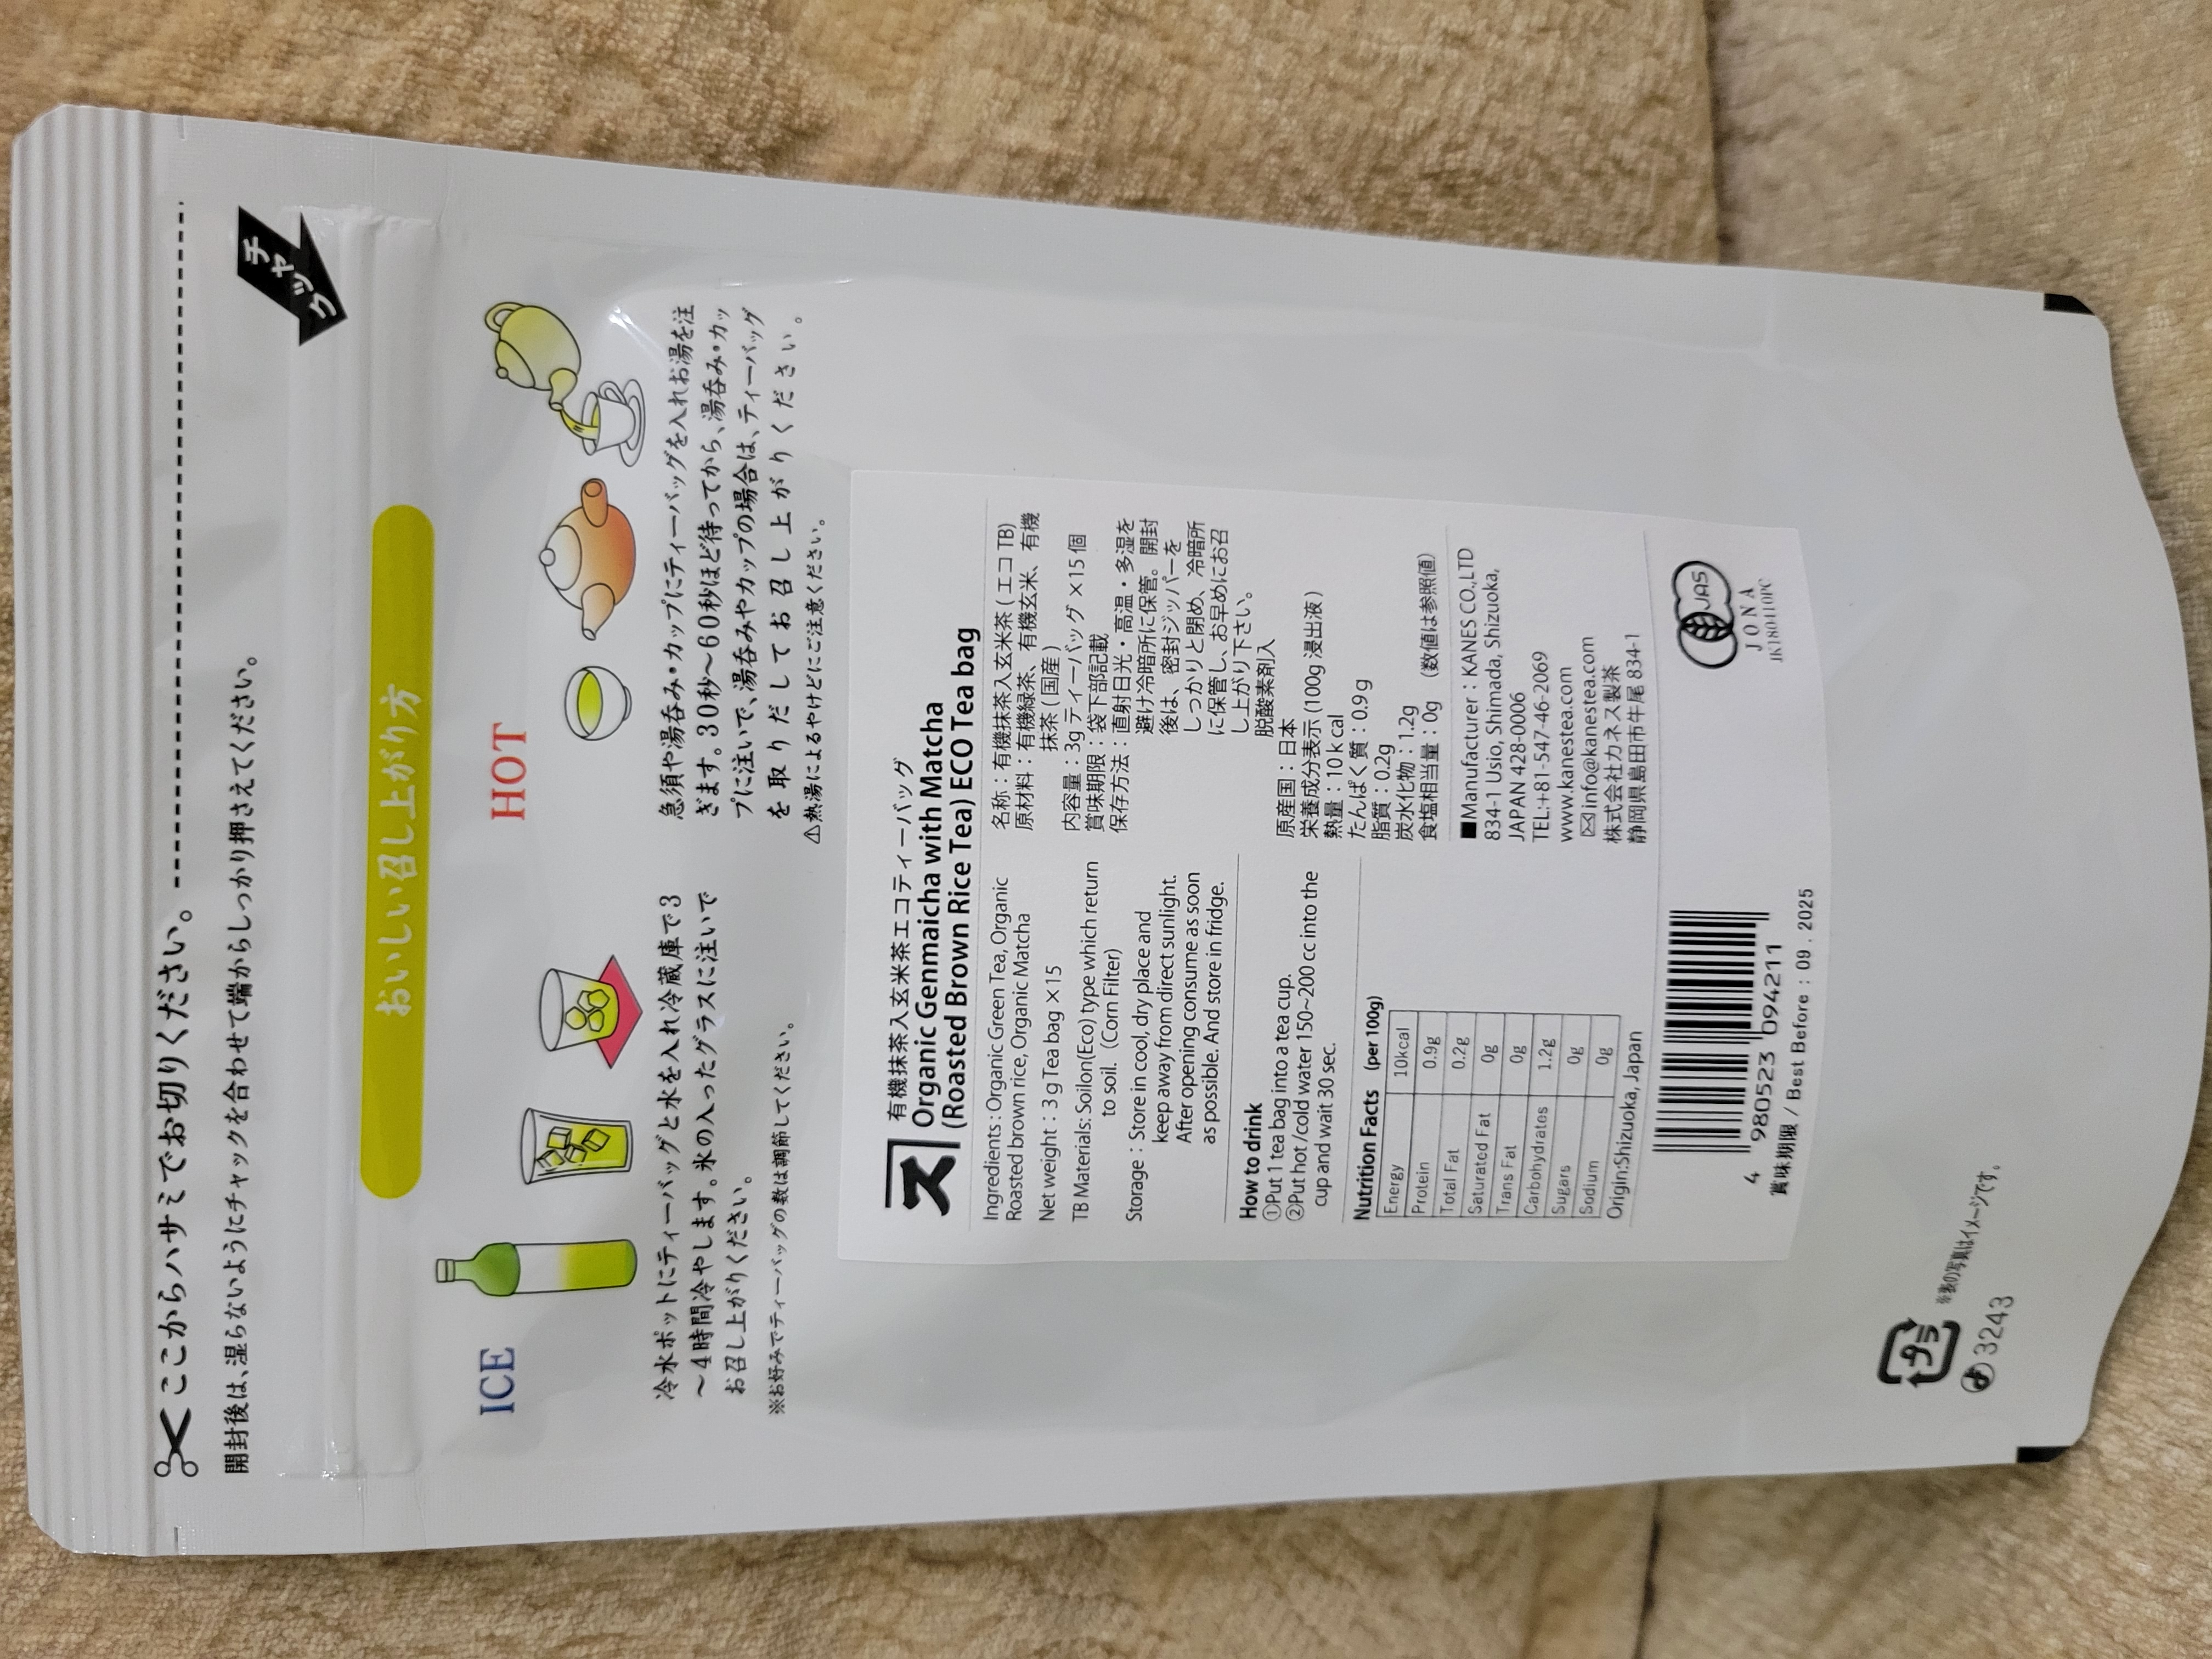 ここからハサミでお切りください。
開封後は、湿らないようにチャックを合わせて端からしっかり押さえてください。
チャック
おいしい召し上がり方
ICE
冷水ポットにティーバッグと水を入れ冷蔵庫で3
～4時間冷やします。氷の入ったグラスに注いで
お召し上がりください。
※お好みでティーバッグの数は調節してください。
HOT
急須や湯呑み・カップにティーバッグを入れお湯を注
ぎます。30秒～60秒ほど待ってから、湯呑み・カッ
プに注いで、湯呑みやカップの場合は、ティーバッグ
を取りだしてお召し上がりください。
⚠熱湯によるやけどにご注意ください。
ス
有機抹茶入玄米茶エコティーバッグ
Organic Genmaicha with Matcha
(Roasted Brown Rice Tea) ECO Tea bag
Ingredients : Organic Green Tea, Organic
Roasted brown rice, Organic Matcha
Net weight : 3 g Tea bag ×15
TB Materials: Soilon(Eco) type which return
to soil. (Corn Filter)
Storage : Store in cool, dry place and
keep away from direct sunlight.
After opening consume as soon
as possible. And store in fridge.
How to drink
①Put 1 tea bag into a tea cup.
②Put hot /cold water 150~200 cc into the
cup and wait 30 sec.
Nutrition Facts (per 100g)
Energy 10kcal
Protein 0.9g
Total Fat 0.2g
Saturated Fat 0g
Trans Fat 0g
Carbohydrates 1.2g
Sugars 0g
Sodium 0g
Origin:Shizuoka, Japan
名称：有機抹茶入玄米茶 ( エコ TB)
原材料：有機緑茶、有機玄米、有機
抹茶 ( 国産 )
内容量：3g ティーバッグ ×15 個
賞味期限：袋下部記載
保存方法：直射日光・高温・多湿を
避け冷暗所に保管。開封
後は、密封ジッパーを
しっかりと閉め、冷暗所
に保管し、お早めにお召
し上がり下さい。
脱酸素剤入
原産国：日本
栄養成分表示 (100g 浸出液 )
熱量：10 k cal
たんぱく質：0.9 g
脂質：0.2g
炭水化物：1.2g
食塩相当量：0g （数値は参照値）
■Manufacturer : KANES CO.,LTD
834-1 Usio, Shimada, Shizuoka,
JAPAN 428-0006
TEL:+81-547-46-2069
www.kanestea.com
✉info@kanestea.com
株式会社カネス製茶
静岡県島田市牛尾 834-1
4 980523 094211
JAS
JONA
JK180110PC
賞味期限 / Best Before : 09 . 2025
プラ
※表の写真はイメージです。
3243